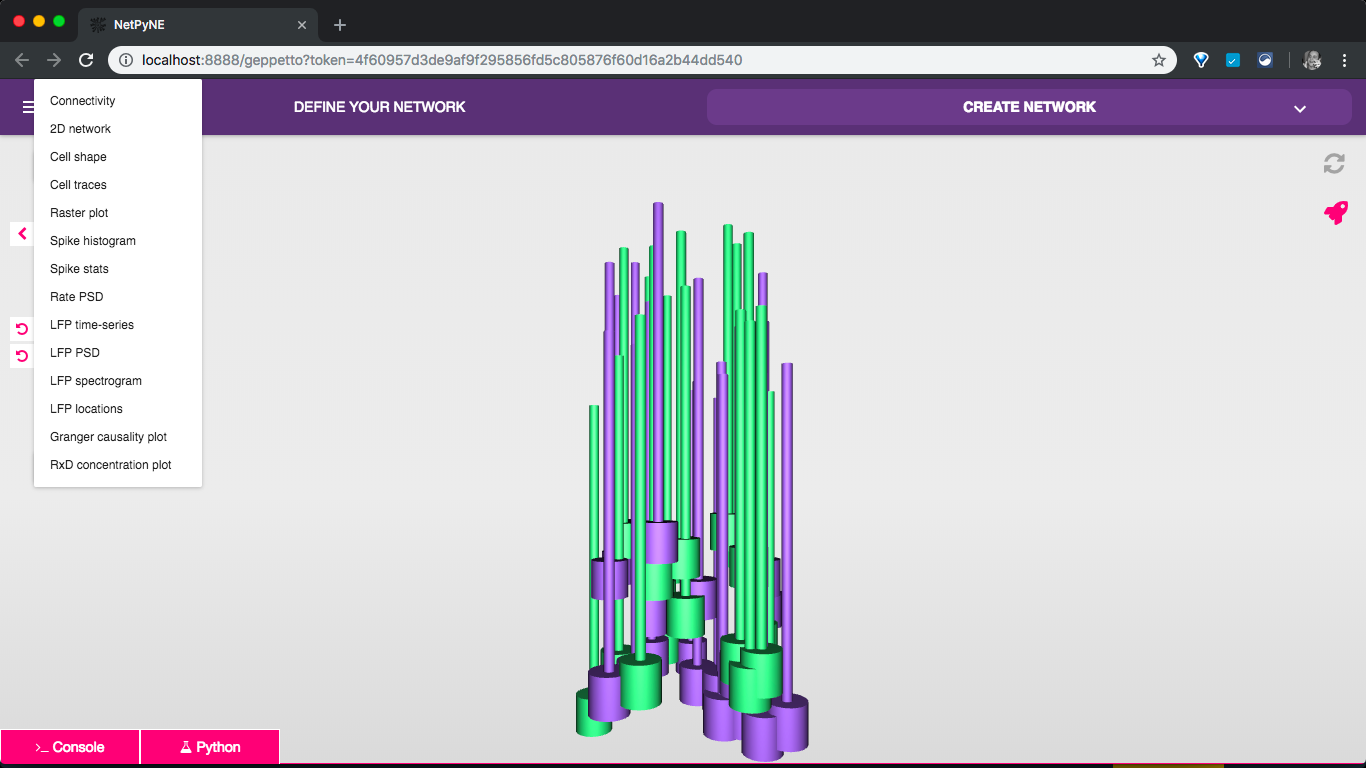 NetPyNE
localhost:8888/geppetto?token=4f60957d3de9af9f295856fd5c805876f60d16a2b44dd540
DEFINE YOUR NETWORK
CREATE NETWORK
Connectivity
2D network
Cell shape
Cell traces
Raster plot
Spike histogram
Spike stats
Rate PSD
LFP time-series
LFP PSD
LFP spectrogram
LFP locations
Granger causality plot
RxD concentration plot
>_ Console
Python